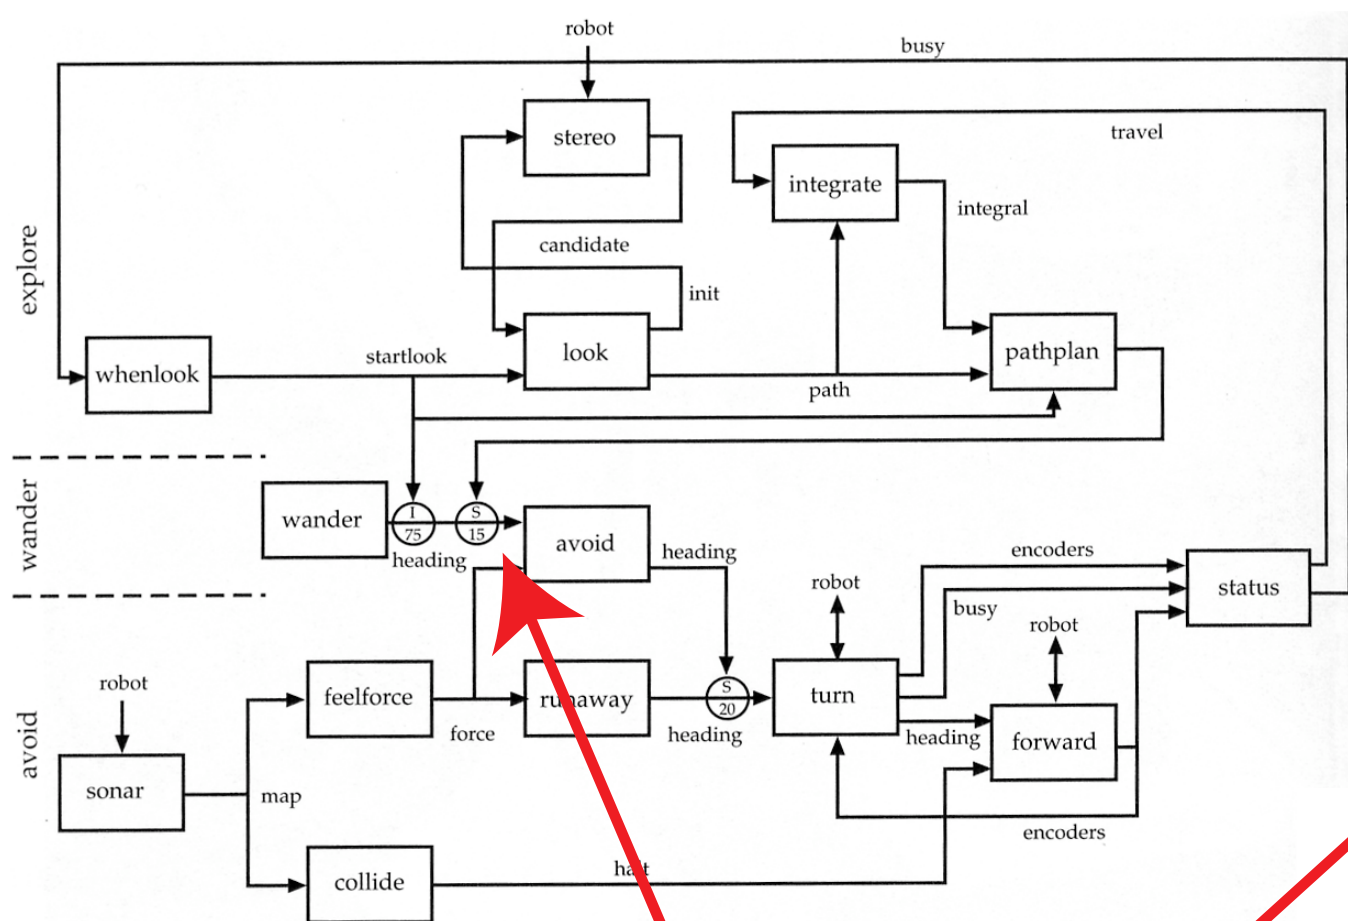 robot
busy
stereo
travel
integrate
integral
candidate
init
explore
look
pathplan
whenlook
startlook
path
wander
wander
I
75
S
15
heading
avoid
heading
encoders
status
robot
busy
robot
robot
feelforce
force
runaway
S
20
heading
turn
heading
forward
avoid
sonar
map
encoders
collide
halt